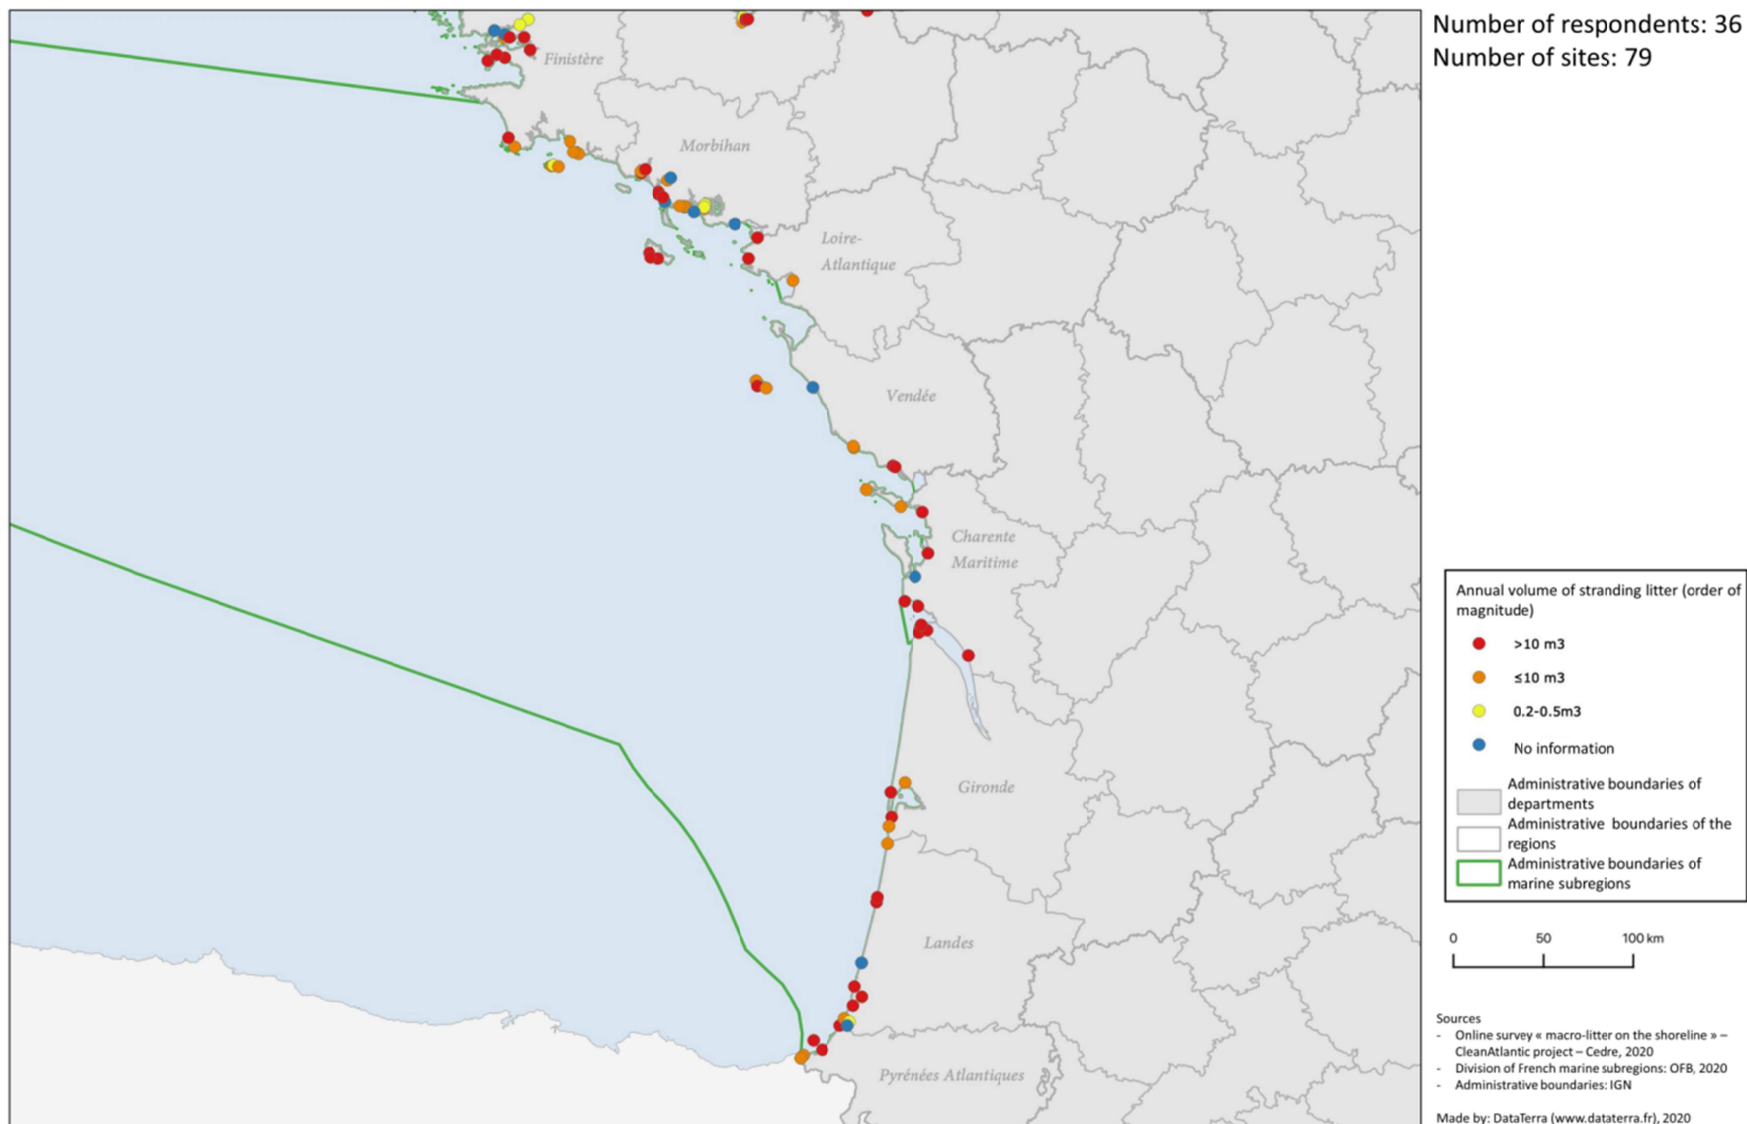 Number of respondents: 36
Number of sites: 79
Finistère
Morbihan
Loire-
Atlantique
Vendée
Charente
Maritime
Gironde
Landes
Pyrénées Atlantiques
Annual volume of stranding litter (order of
magnitude)
>10 m3
≤10 m3
0.2-0.5m3
No information
Administrative boundaries of
departments
Administrative boundaries of the
regions
Administrative boundaries of
marine subregions
0 50 100 km
Sources
- Online survey « macro-litter on the shoreline » –
CleanAtlantic project – Cedre, 2020
- Division of French marine subregions: OFB, 2020
- Administrative boundaries: IGN
Made by: DataTerra (www.dataterra.fr), 2020